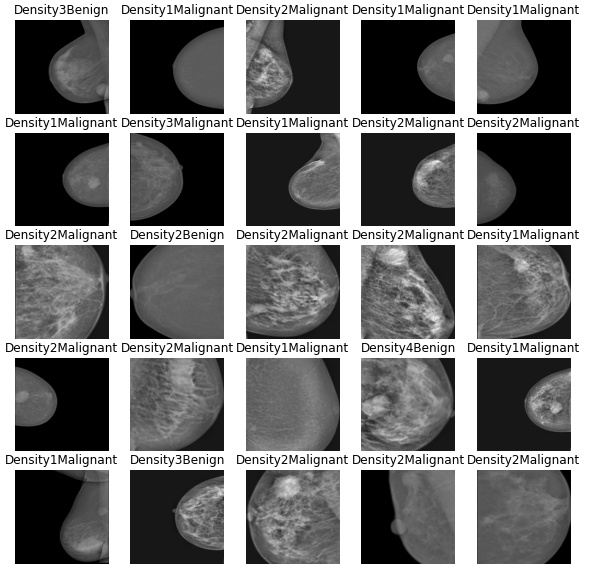 Density3Benign Density1Malignant Density2Malignant Density1Malignant Density1Malignant
Density1Malignant Density3Malignant Density1Malignant Density2Malignant Density2Malignant
Density2Malignant Density2Benign Density2Malignant Density2Malignant Density1Malignant
Density2Malignant Density2Malignant Density1Malignant Density4Benign Density1Malignant
Density1Malignant Density3Benign Density2Malignant Density2Malignant Density2Malignant